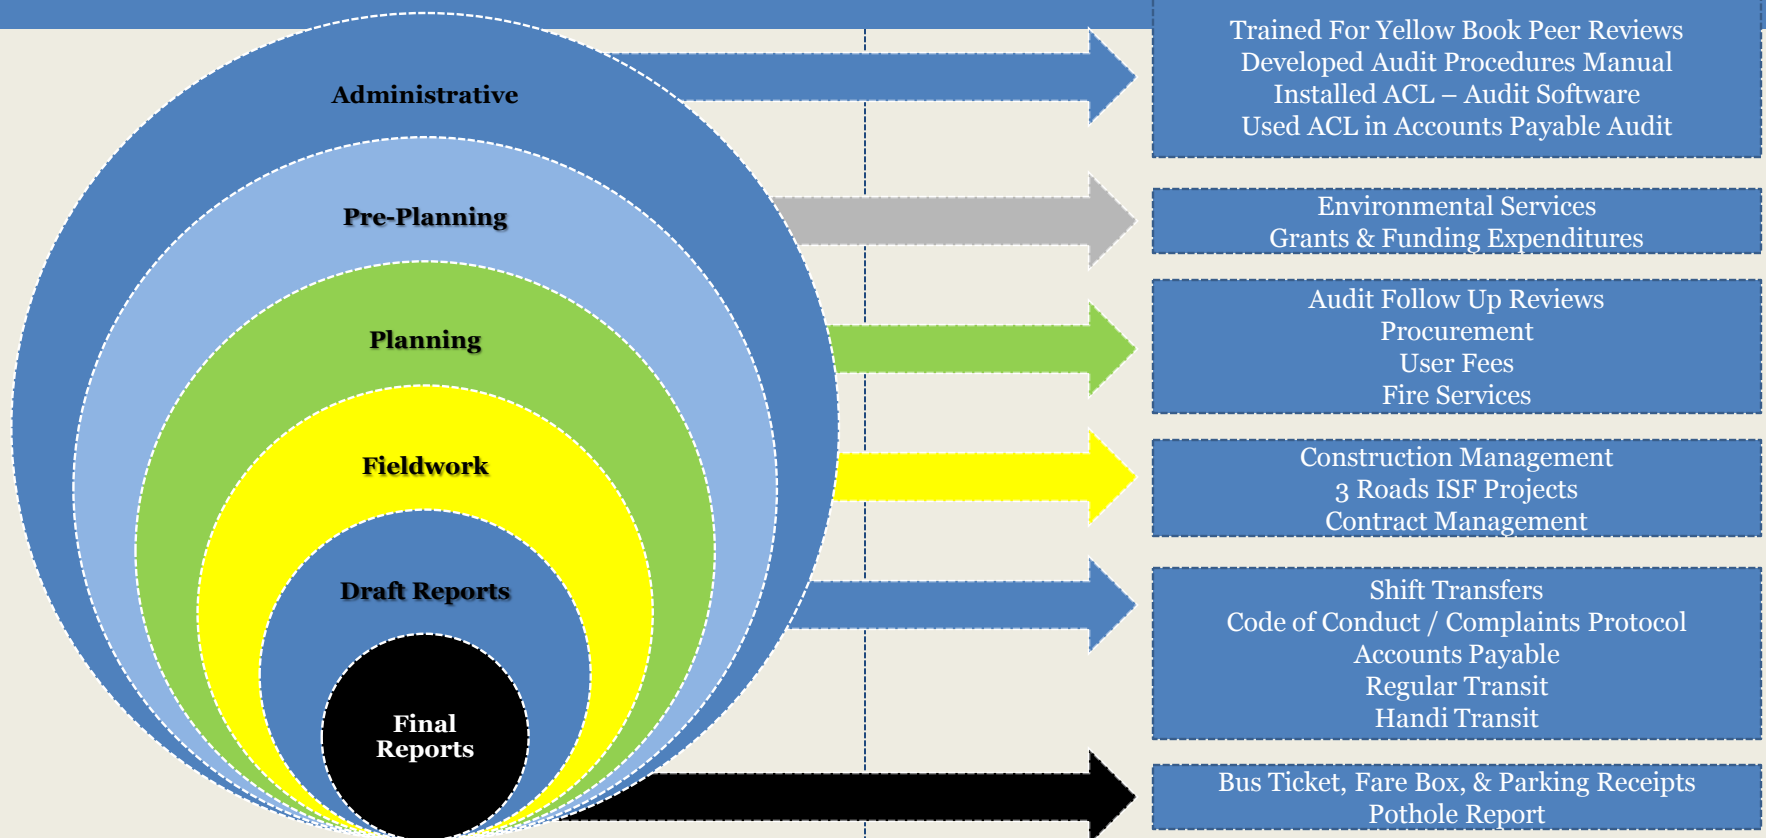 Administrative
Trained For Yellow Book Peer Reviews
Developed Audit Procedures Manual
Installed ACL – Audit Software
Used ACL in Accounts Payable Audit
Pre-Planning
Environmental Services
Grants & Funding Expenditures
Planning
Audit Follow Up Reviews
Procurement
User Fees
Fire Services
Fieldwork
Construction Management
3 Roads ISF Projects
Contract Management
Draft Reports
Shift Transfers
Code of Conduct / Complaints Protocol
Accounts Payable
Regular Transit
Handi Transit
Final
Reports
Bus Ticket, Fare Box, & Parking Receipts
Pothole Report